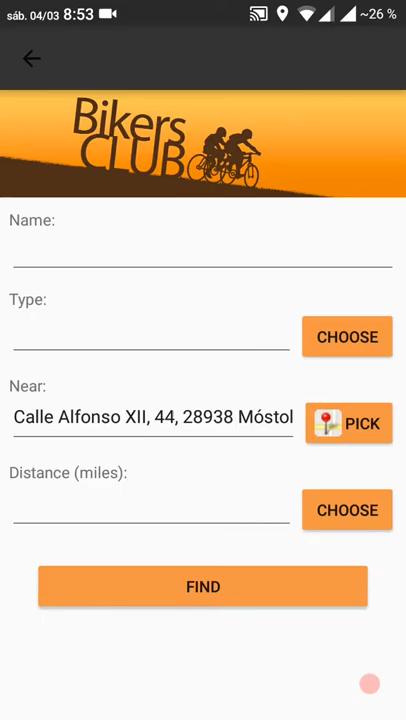 sáb. 04/03 8:53 ~26 %
Bikers
CLUB
Name:
Type:
CHOOSE
Near:
Calle Alfonso XII, 44, 28938 Móstol
PICK
Distance (miles):
CHOOSE
FIND